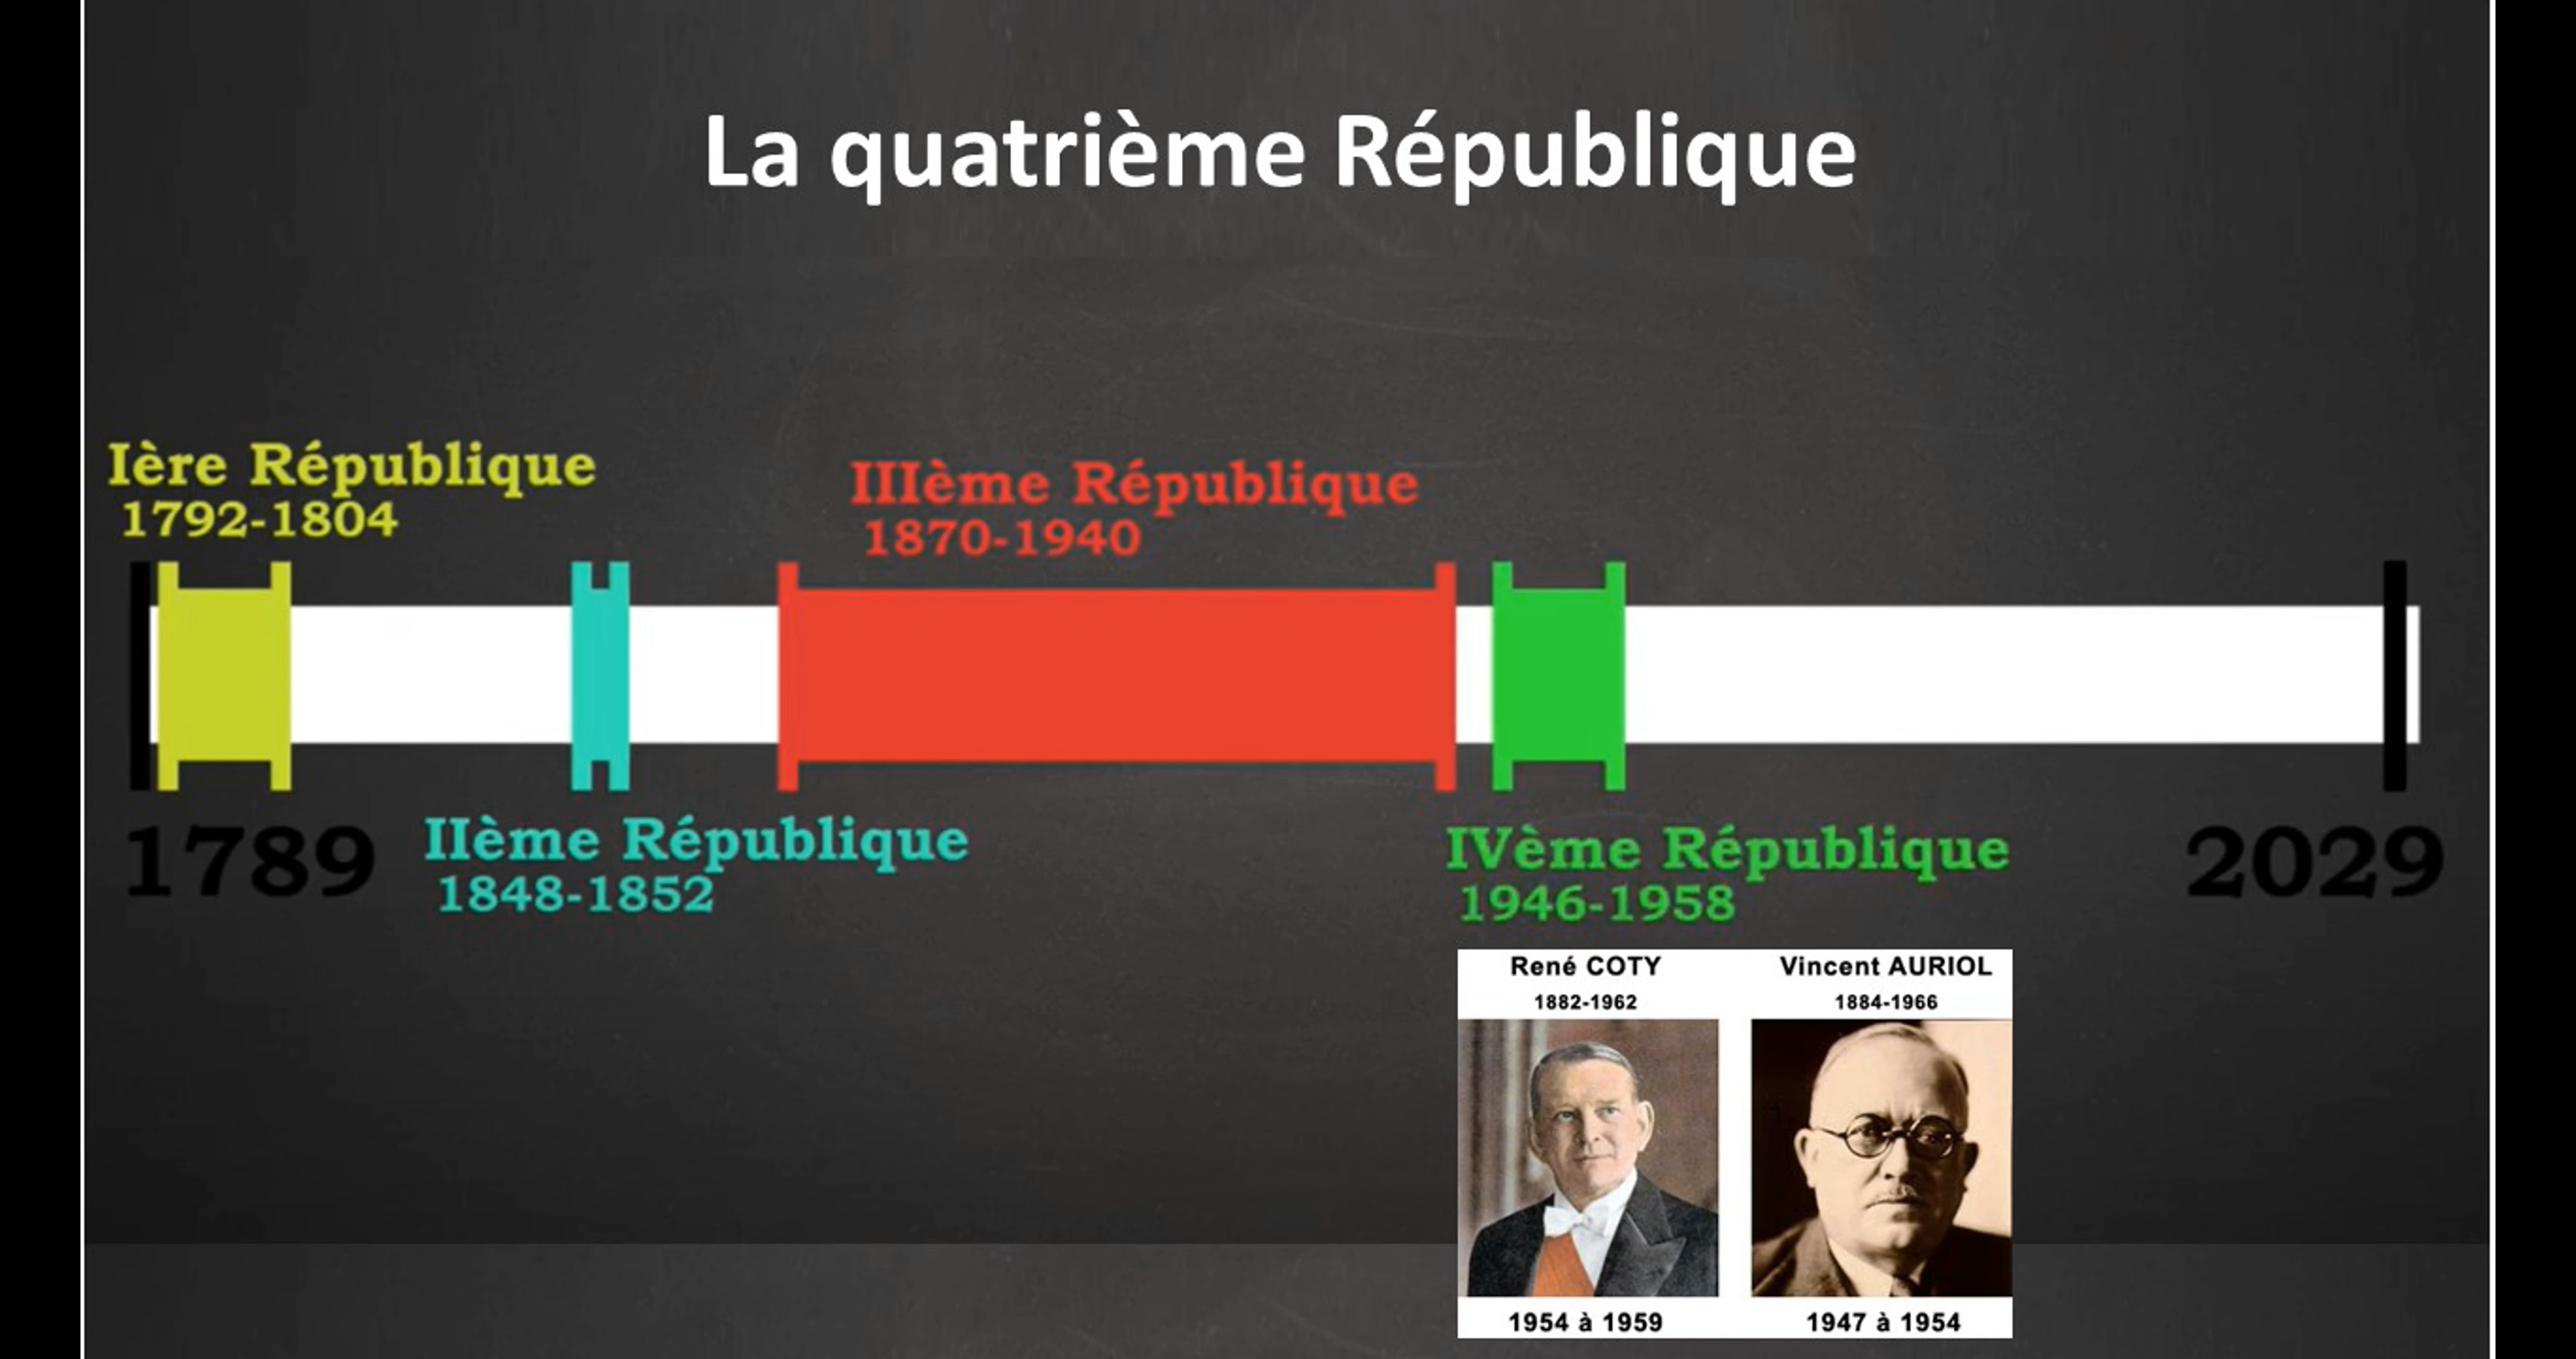 La quatrième République
Ière République
1792-1804
IIIème République
1870-1940
1789
IIème République
1848-1852
IVème République
1946-1958
2029
René COTY
1882-1962
Vincent AURIOL
1884-1966
1954 à 1959
1947 à 1954